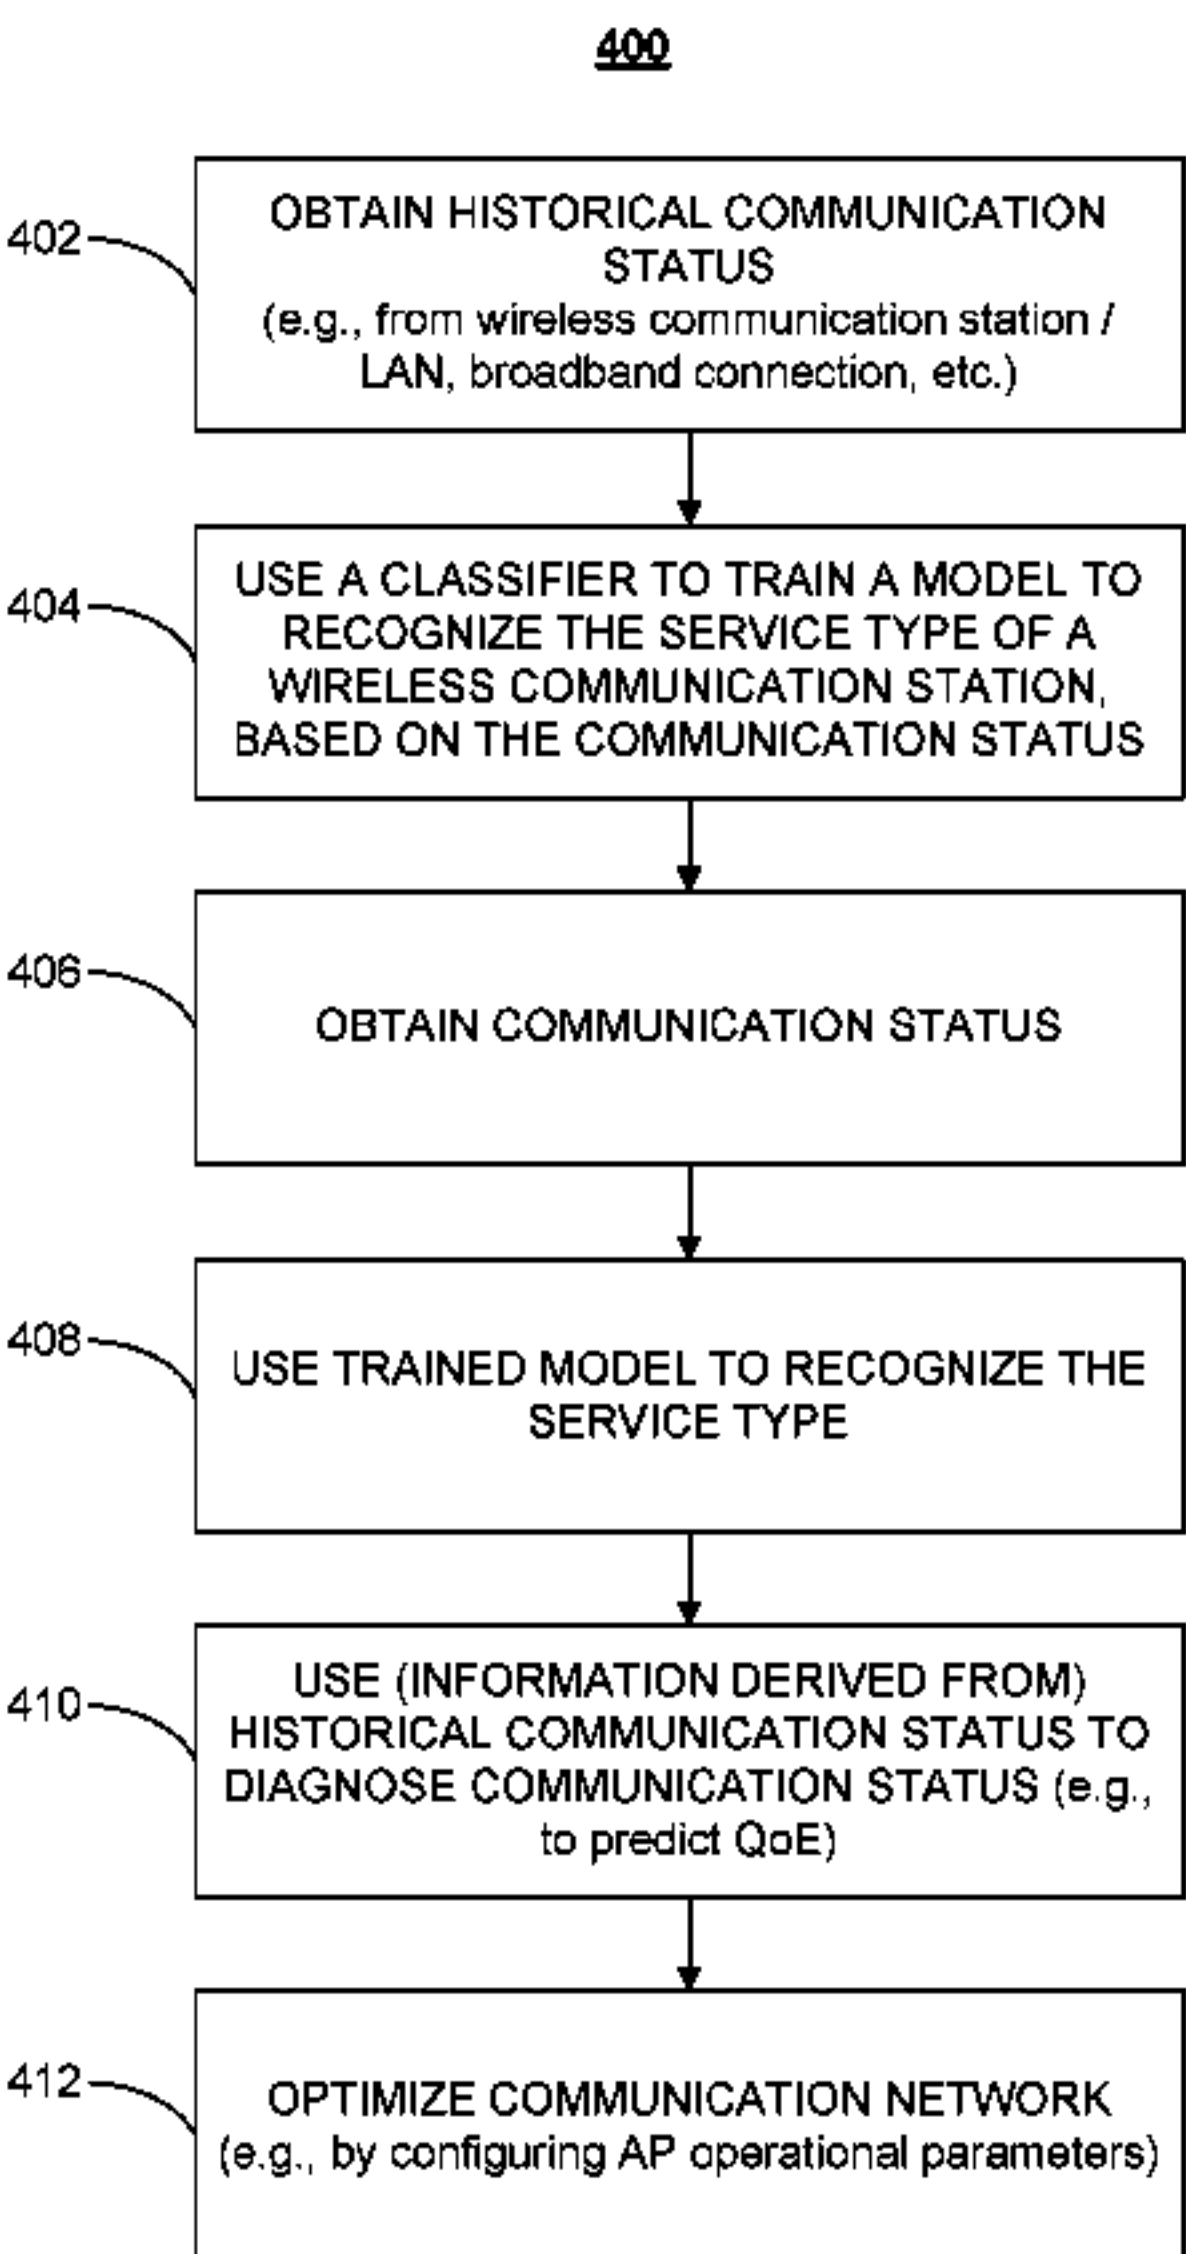 400
402
OBTAIN HISTORICAL COMMUNICATION
STATUS
(e.g., from wireless communication station /
LAN, broadband connection, etc.)
404
USE A CLASSIFIER TO TRAIN A MODEL TO
RECOGNIZE THE SERVICE TYPE OF A
WIRELESS COMMUNICATION STATION,
BASED ON THE COMMUNICATION STATUS
406
OBTAIN COMMUNICATION STATUS
408
USE TRAINED MODEL TO RECOGNIZE THE
SERVICE TYPE
410
USE (INFORMATION DERIVED FROM)
HISTORICAL COMMUNICATION STATUS TO
DIAGNOSE COMMUNICATION STATUS (e.g.,
to predict QoE)
412
OPTIMIZE COMMUNICATION NETWORK
(e.g., by configuring AP operational parameters)